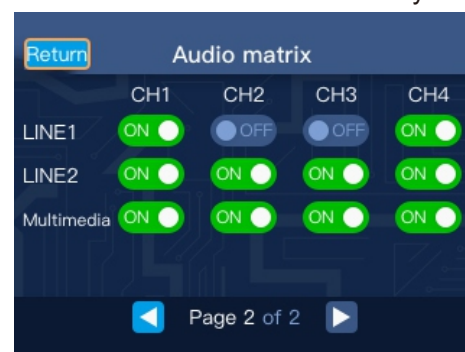 Return Audio matrix
CH1 CH2 CH3 CH4
LINE1 ON OFF OFF ON
LINE2 ON ON ON ON
Multimedia ON ON ON ON
Page 2 of 2